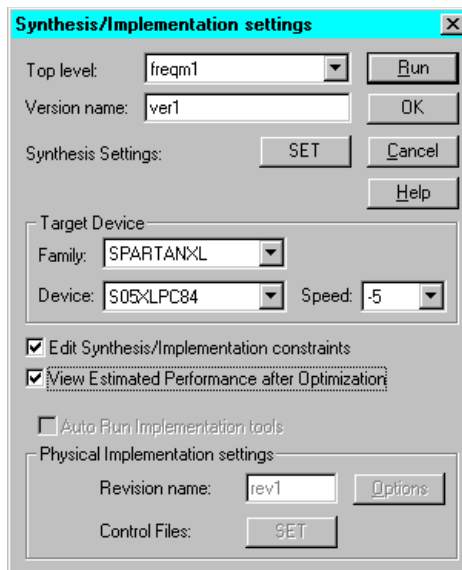 Synthesis/Implementation settings
Top level: freqm1 Run
Version name: ver1 OK
Synthesis Settings: SET Cancel
Help
Target Device
Family: SPARTANXL
Device: S05XLPC84 Speed: -5
Edit Synthesis/Implementation constraints
View Estimated Performance after Optimization
Auto Run Implementation tools
Physical Implementation settings
Revision name: rev1 Options
Control Files: SET